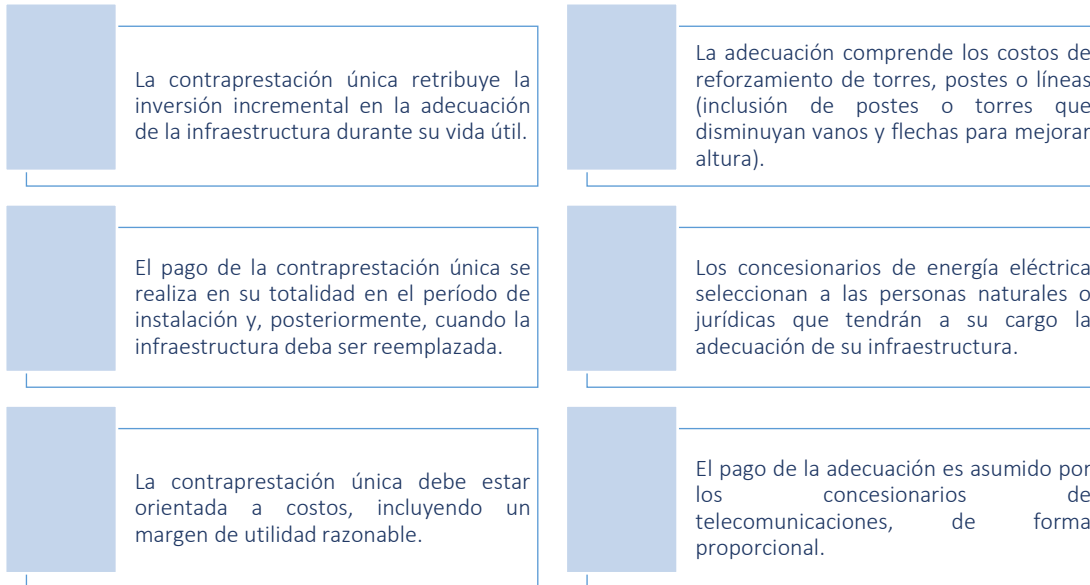 La contraprestación única retribuye la
inversión incremental en la adecuación
de la infraestructura durante su vida útil.
La adecuación comprende los costos de
reforzamiento de torres, postes o líneas
(inclusión de postes o torres que
disminuyan vanos y flechas para mejorar
altura).
El pago de la contraprestación única se
realiza en su totalidad en el período de
instalación y, posteriormente, cuando la
infraestructura deba ser reemplazada.
Los concesionarios de energía eléctrica
seleccionan a las personas naturales o
jurídicas que tendrán a su cargo la
adecuación de su infraestructura.
La contraprestación única debe estar
orientada a costos, incluyendo un
margen de utilidad razonable.
El pago de la adecuación es asumido por
los concesionarios de
telecomunicaciones, de forma
proporcional.